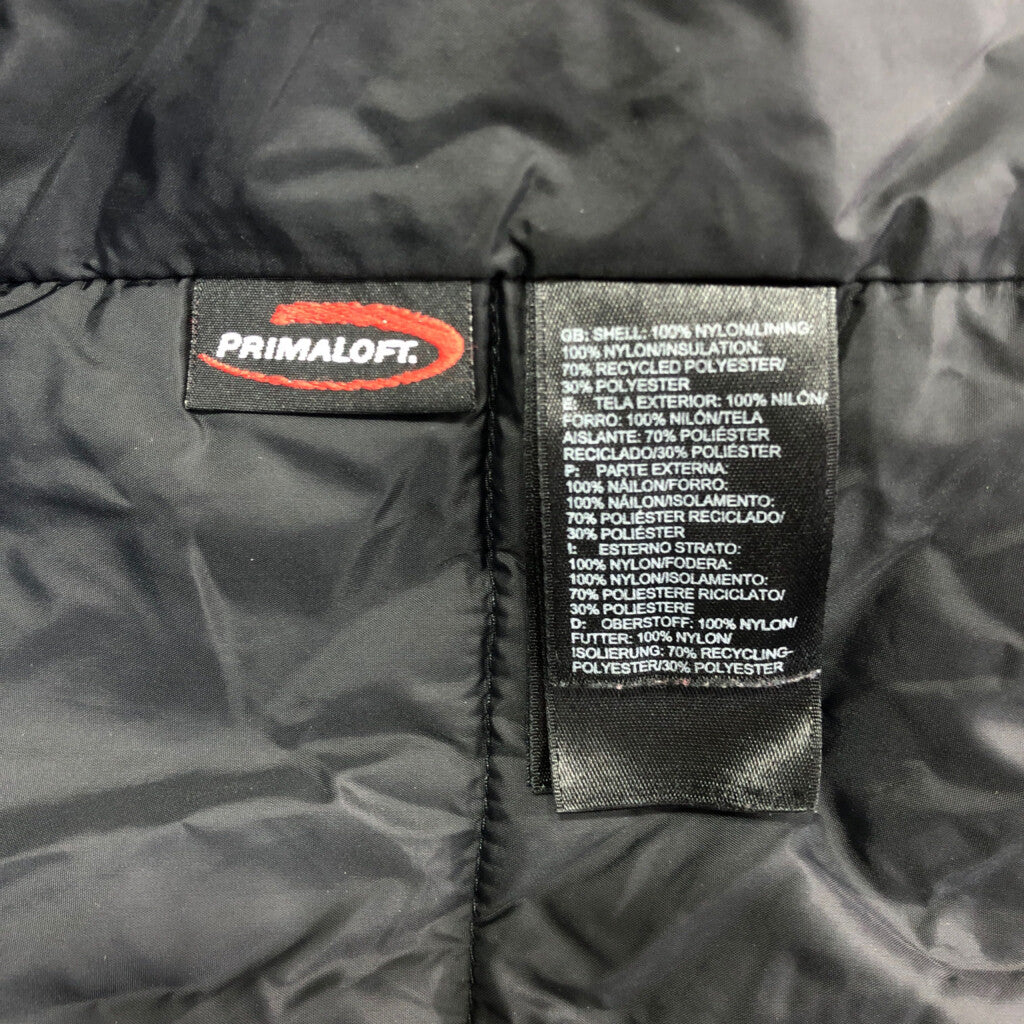 PRIMALOFT.
GB: SHELL: 100% NYLON/LINING:
100% NYLON/INSULATION:
70% RECYCLED POLYESTER/
30% POLYESTER
E: TELA EXTERIOR: 100% NILÓN/
FORRO: 100% NILÓN/TELA
AISLANTE: 70% POLIÉSTER
RECICLADO/30% POLIÉSTER
P: PARTE EXTERNA:
100% NÁILON/FORRO:
100% NÁILON/ISOLAMENTO:
70% POLIÉSTER RECICLADO/
30% POLIÉSTER
I: ESTERNO STRATO:
100% NYLON/FODERA:
100% NYLON/ISOLAMENTO:
70% POLIESTERE RICICLATO/
30% POLIESTERE
D: OBERSTOFF: 100% NYLON/
FUTTER: 100% NYLON/
ISOLIERUNG: 70% RECYCLING-
POLYESTER/30% POLYESTER